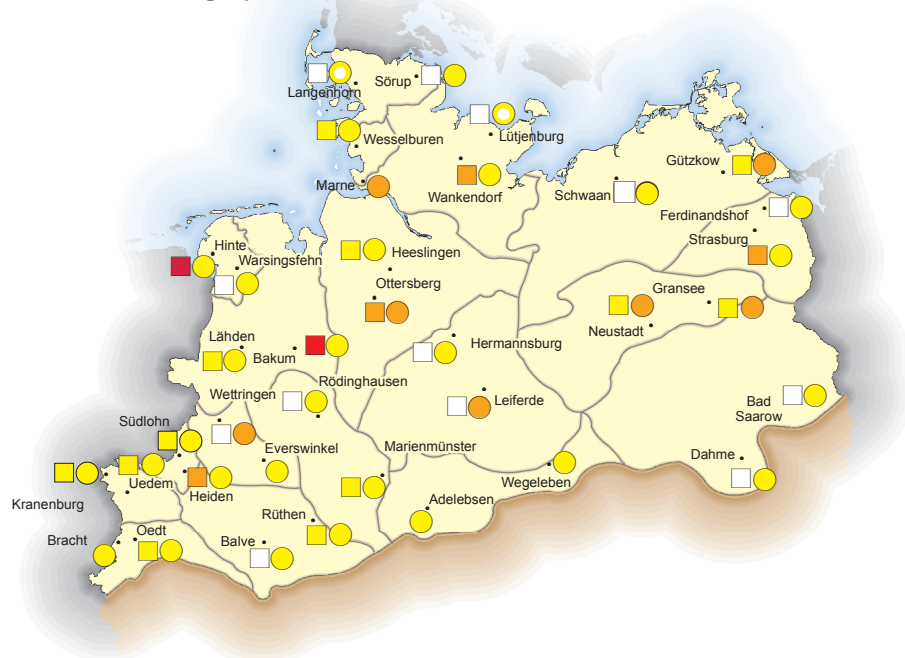 Langenhorn
Sörup
Lütjenburg
Wesselburen
Gützkow
Marne
Wankendorf
Schwaan
Ferdinandshof
Strasburg
Hinte
Warsingsfehn
Heeslingen
Ottersberg
Gransee
Neustadt
Lähden
Bakum
Hermannsburg
Rödinghausen
Wettringen
Leiferde
Bad
Saarow
Südlohn
Everswinkel
Marienmünster
Dahme
Uedem
Heiden
Wegeleben
Kranenburg
Adelebsen
Rüthen
Oedt
Bracht
Balve